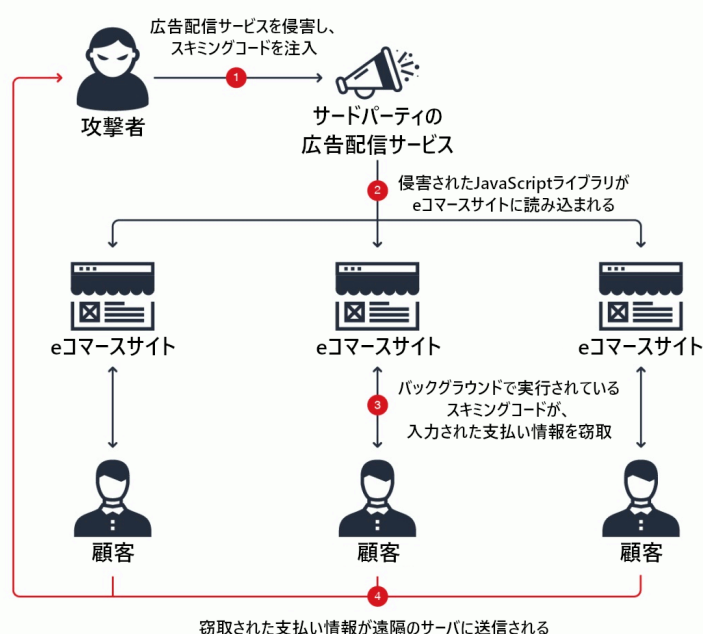 広告配信サービスを侵害し、
スキミングコードを注入
1
攻撃者
サードパーティの
広告配信サービス
2
侵害されたJavaScriptライブラリが
eコマースサイトに読み込まれる
eコマースサイト
eコマースサイト
eコマースサイト
3
バックグラウンドで実行されている
スキミングコードが、
入力された支払い情報を窃取
顧客
顧客
顧客
4
窃取された支払い情報が遠隔のサーバに送信される